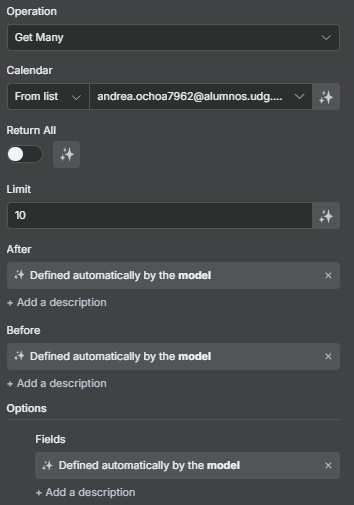 Operation
Get Many
Calendar
From list
andrea.ochoa7962@alumnos.udg....
Return All
Limit
10
After
Defined automatically by the model
+ Add a description
Before
Defined automatically by the model
+ Add a description
Options
Fields
Defined automatically by the model
+ Add a description